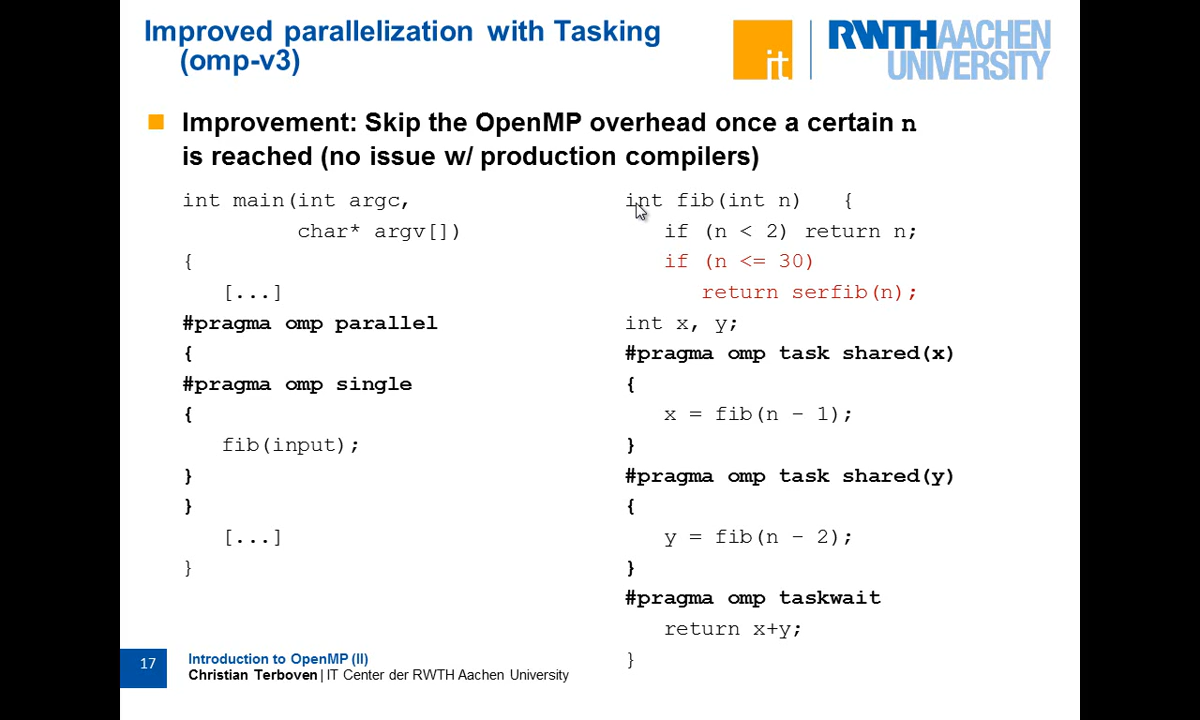 Improved parallelization with Tasking
(omp-v3)
it
RWTHAACHEN
UNIVERSITY
Improvement: Skip the OpenMP overhead once a certain n
is reached (no issue w/ production compilers)
int main(int argc,
char* argv[])
{
[...]
#pragma omp parallel
{
#pragma omp single
{
fib(input);
}
}
[...]
}
int fib(int n) {
if (n < 2) return n;
if (n <= 30)
return serfib(n);
int x, y;
#pragma omp task shared(x)
{
x = fib(n - 1);
}
#pragma omp task shared(y)
{
y = fib(n - 2);
}
#pragma omp taskwait
return x+y;
}
17
Introduction to OpenMP (II)
Christian Terboven | IT Center der RWTH Aachen University